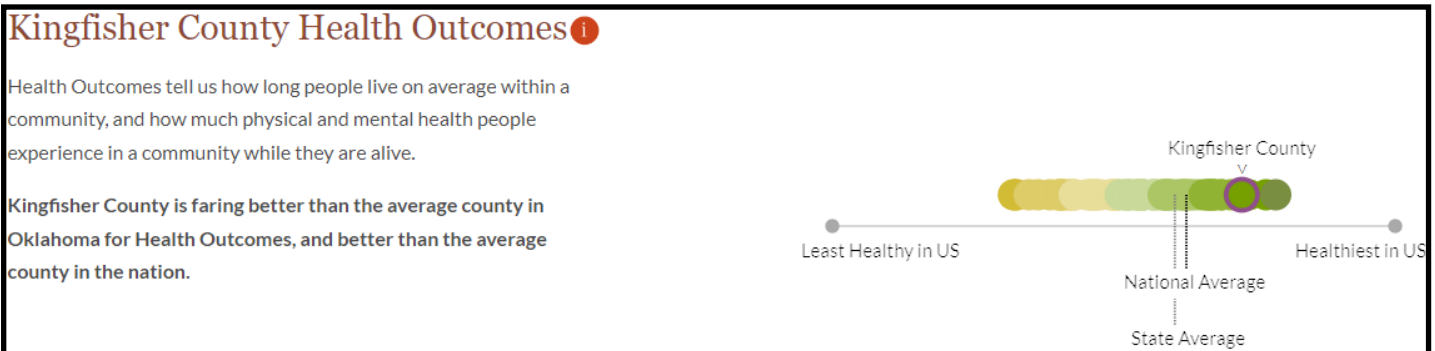 Kingfisher County Health Outcomes i
Health Outcomes tell us how long people live on average within a
community, and how much physical and mental health people
experience in a community while they are alive.
Kingfisher County is faring better than the average county in
Oklahoma for Health Outcomes, and better than the average
county in the nation.
Kingfisher County
Least Healthy in US
Healthiest in US
National Average
State Average